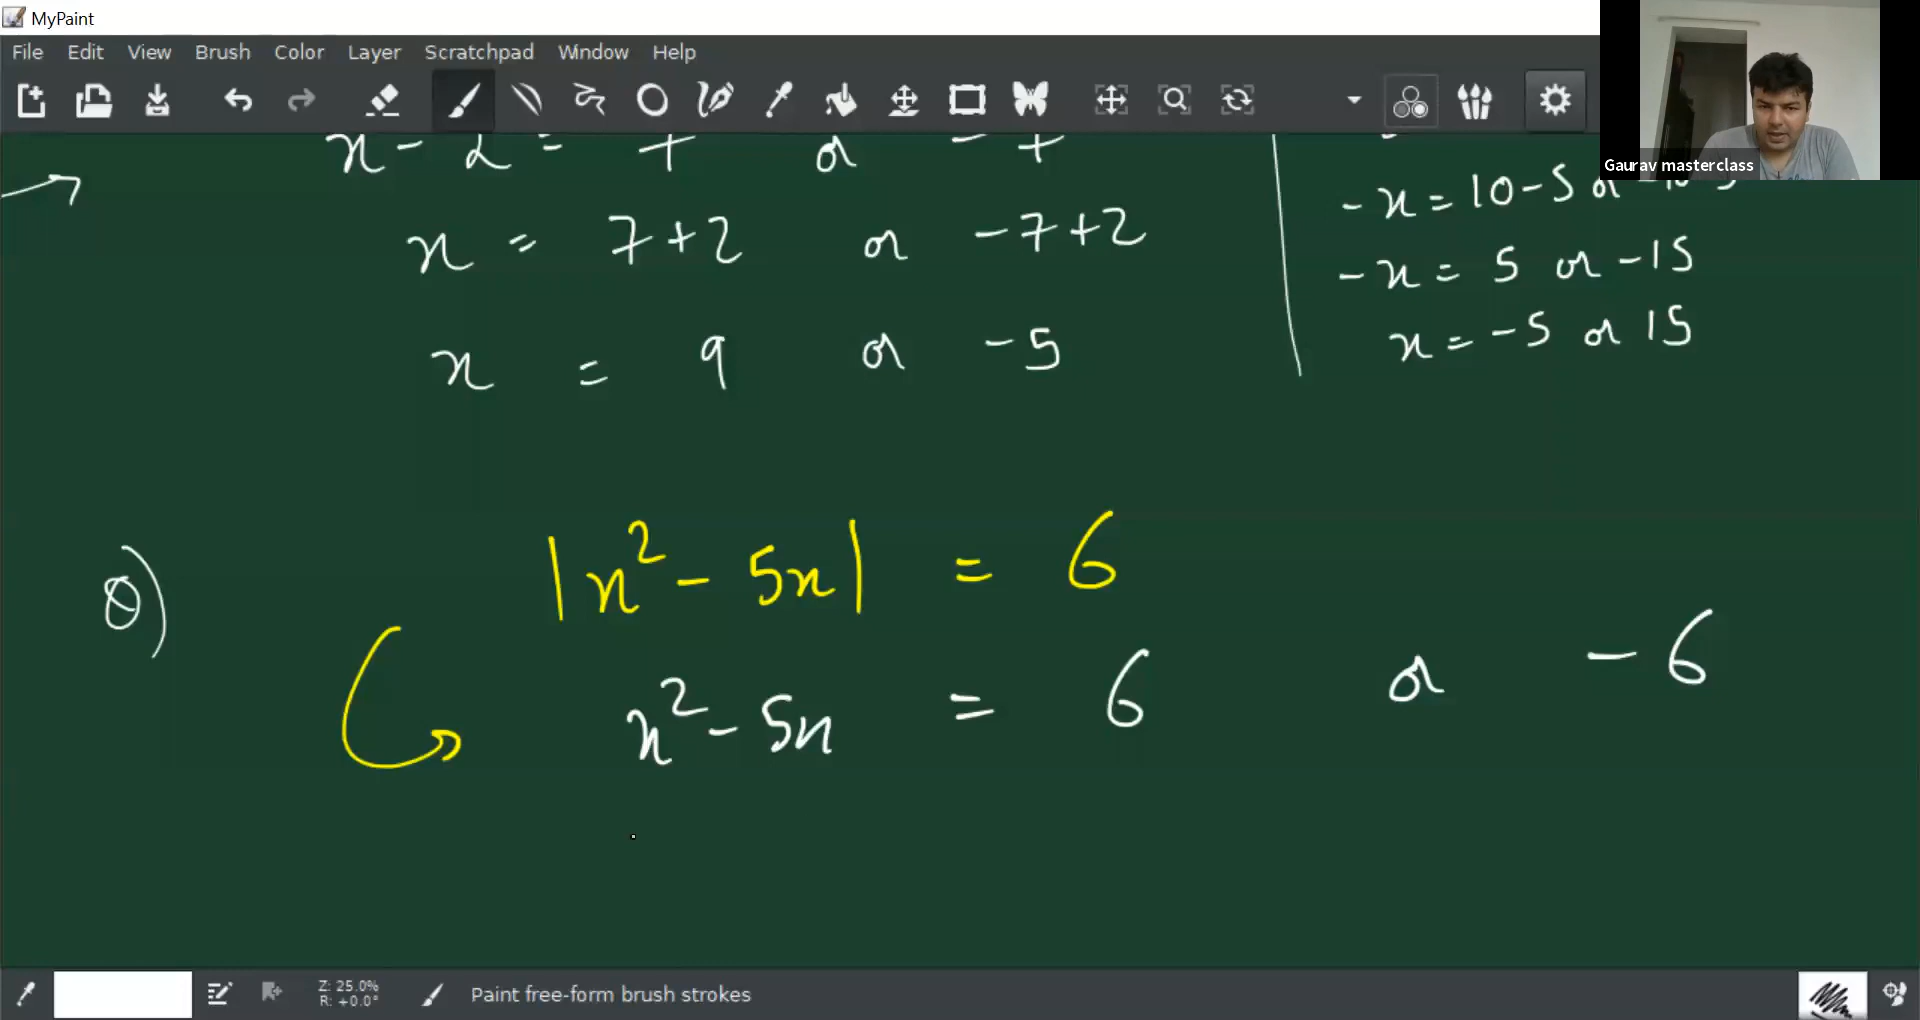 MyPaint
File Edit View Brush Color Layer Scratchpad Window Help
Gaurav masterclass
x = 7+2 or -7+2
x = 9 or -5
-x = 10-5 or
-x = 5 or -15
x = -5 or 15
Q) |x² - 5x| = 6
x² - 5x = 6 or -6
Z: 25.0%
R: +0.0°
Paint free-form brush strokes